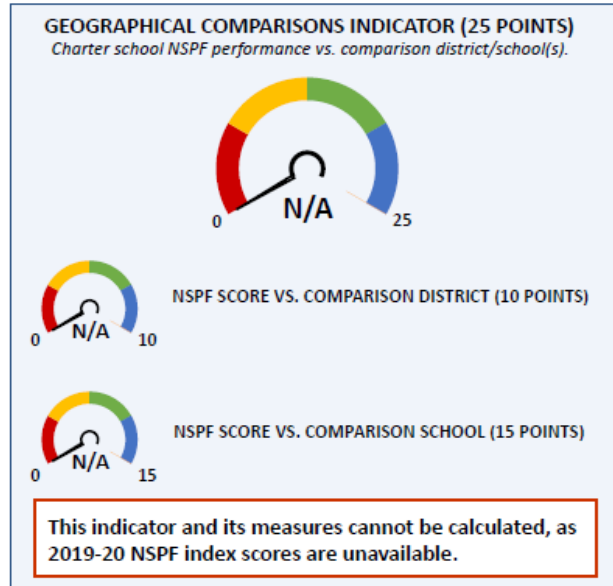 GEOGRAPHICAL COMPARISONS INDICATOR (25 POINTS)
Charter school NSPF performance vs. comparison district/school(s).
N/A
0
25
NSPF SCORE VS. COMPARISON DISTRICT (10 POINTS)
N/A
0
10
NSPF SCORE VS. COMPARISON SCHOOL (15 POINTS)
N/A
0
15
This indicator and its measures cannot be calculated, as
2019-20 NSPF index scores are unavailable.